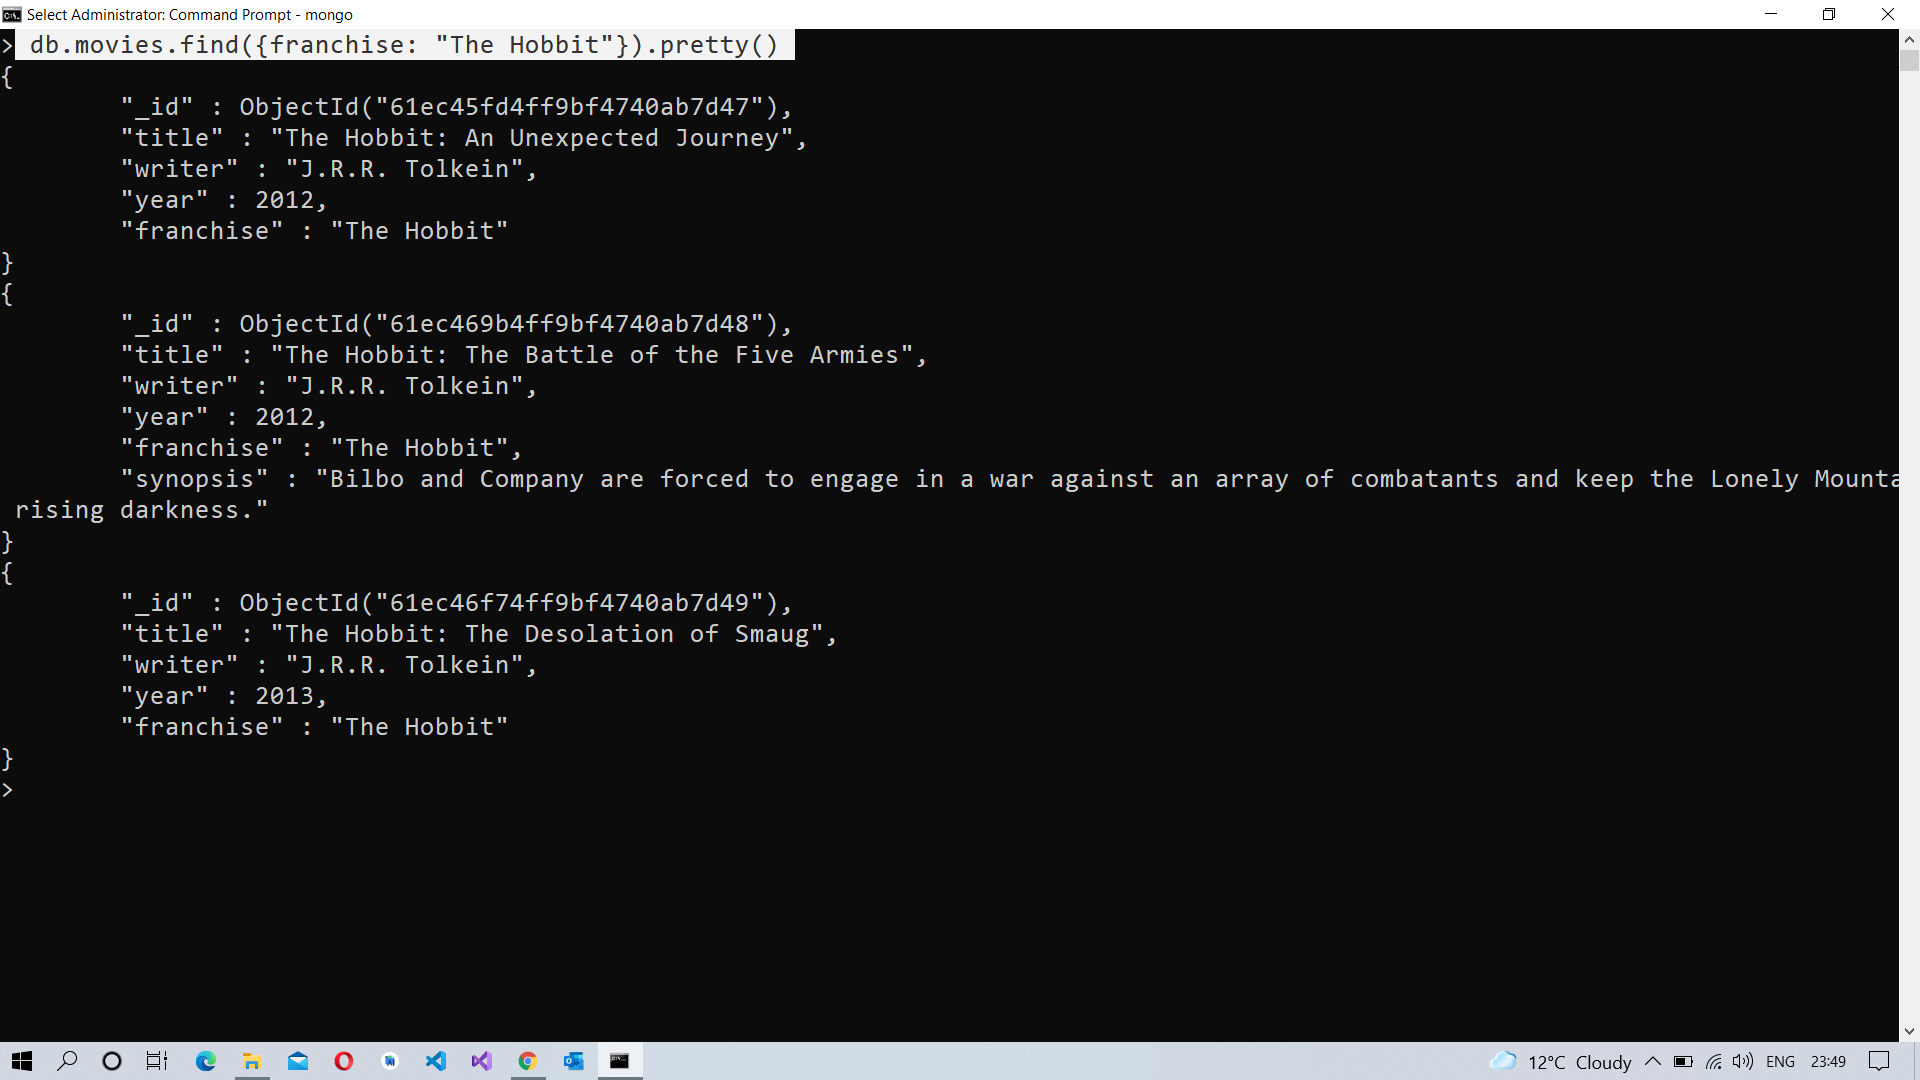 Select Administrator: Command Prompt - mongo
> db.movies.find({franchise: "The Hobbit"}).pretty()
{
"_id" : ObjectId("61ec45fd4ff9bf4740ab7d47"),
"title" : "The Hobbit: An Unexpected Journey",
"writer" : "J.R.R. Tolkein",
"year" : 2012,
"franchise" : "The Hobbit"
}
{
"_id" : ObjectId("61ec469b4ff9bf4740ab7d48"),
"title" : "The Hobbit: The Battle of the Five Armies",
"writer" : "J.R.R. Tolkein",
"year" : 2012,
"franchise" : "The Hobbit",
"synopsis" : "Bilbo and Company are forced to engage in a war against an array of combatants and keep the Lonely Mounta
rising darkness."
}
{
"_id" : ObjectId("61ec46f74ff9bf4740ab7d49"),
"title" : "The Hobbit: The Desolation of Smaug",
"writer" : "J.R.R. Tolkein",
"year" : 2013,
"franchise" : "The Hobbit"
}
>
12°C Cloudy ENG 23:49